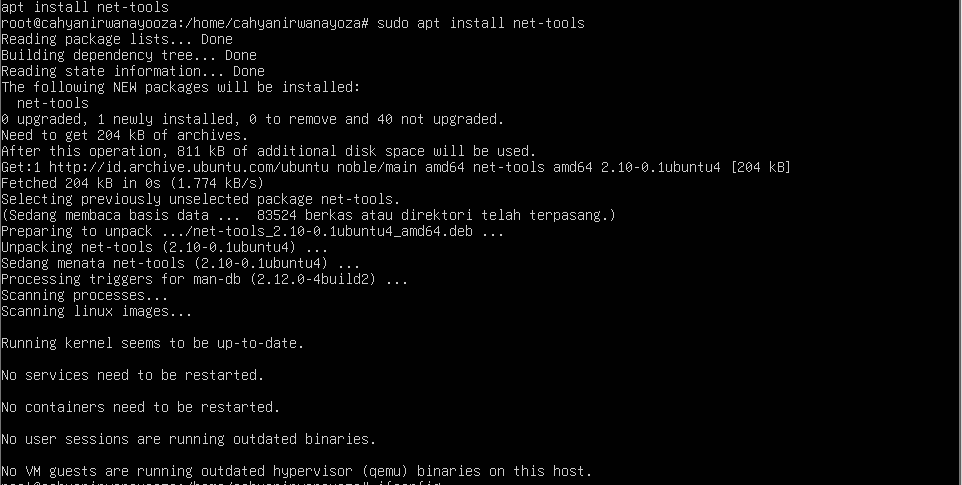 apt install net-tools
root@cahyanirwanayooza:/home/cahyanirwanayoza# sudo apt install net-tools
Reading package lists... Done
Building dependency tree... Done
Reading state information... Done
The following NEW packages will be installed:
  net-tools
0 upgraded, 1 newly installed, 0 to remove and 40 not upgraded.
Need to get 204 kB of archives.
After this operation, 811 kB of additional disk space will be used.
Get:1 http://id.archive.ubuntu.com/ubuntu noble/main amd64 net-tools amd64 2.10-0.1ubuntu4 [204 kB]
Fetched 204 kB in 0s (1.774 kB/s)
Selecting previously unselected package net-tools.
(Sedang membaca basis data ...  83524 berkas atau direktori telah terpasang.)
Preparing to unpack .../net-tools_2.10-0.1ubuntu4_amd64.deb ...
Unpacking net-tools (2.10-0.1ubuntu4) ...
Sedang menata net-tools (2.10-0.1ubuntu4) ...
Processing triggers for man-db (2.12.0-4build2) ...
Scanning processes...
Scanning linux images...
Running kernel seems to be up-to-date.
No services need to be restarted.
No containers need to be restarted.
No user sessions are running outdated binaries.
No VM guests are running outdated hypervisor (qemu) binaries on this host.
root@cahyanirwanayooza:/home/cahyanirwanayoza# ifconfig